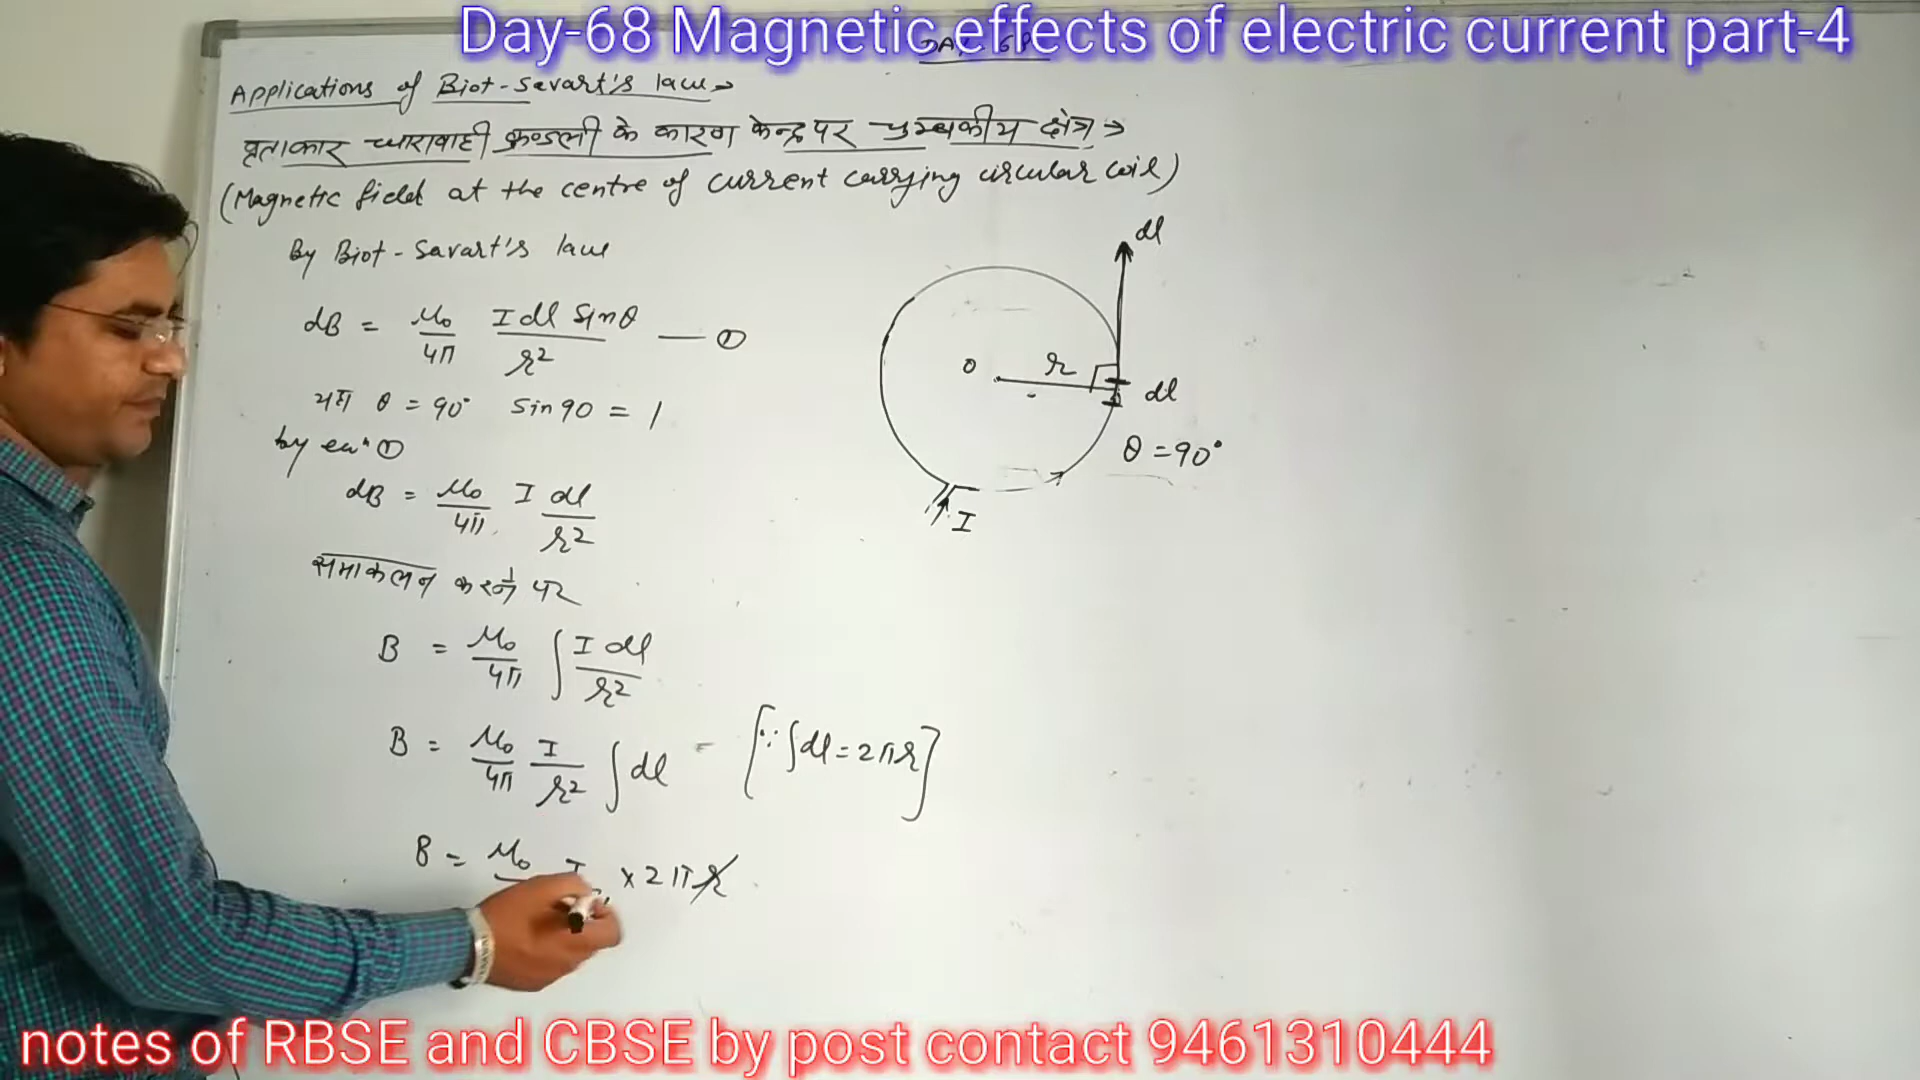 Day-68 Magnetic effects of electric current part-4
Applications of Biot-Savart's law→
वृताकार धारावाही कुण्डली के कारण केन्द्र पर चुम्बकीय क्षेत्र→
(Magnetic field at the centre of current carrying circular coil)
By Biot-Savart's law
dB = μ₀/4π I dl sinθ/r² — ①
यहाँ θ = 90° sin90 = 1
by eqⁿ ①
dB = μ₀/4π I dl/r²
समाकलन करने पर
B = μ₀/4π ∫ I dl/r²
B = μ₀/4π I/r² ∫ dl - [∵ ∫dl = 2πr]
B = μ₀ I × 2πr
dl
O
r
dl
θ = 90°
I
notes of RBSE and CBSE by post contact 9461310444